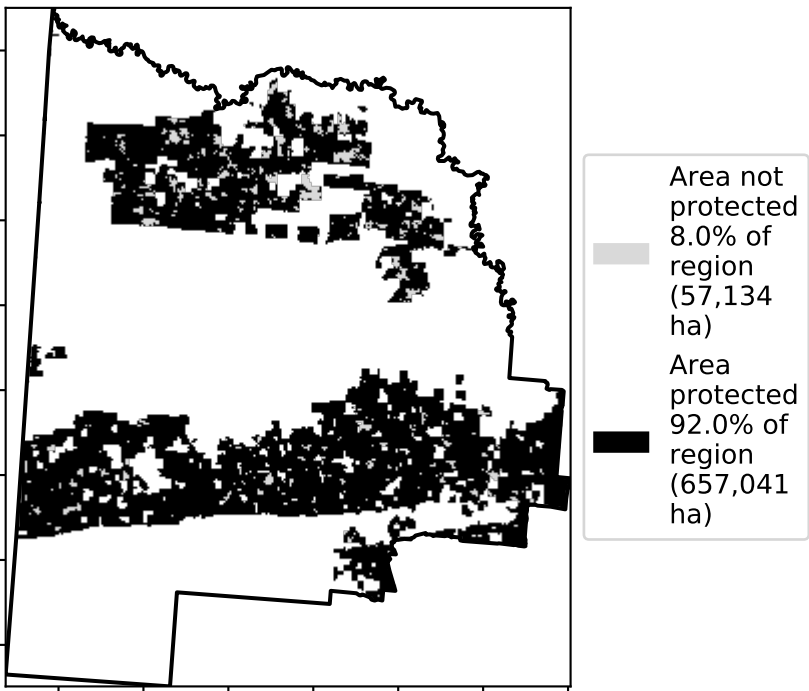 Area not
protected
8.0% of
region
(57,134
ha)
Area
protected
92.0% of
region
(657,041
ha)